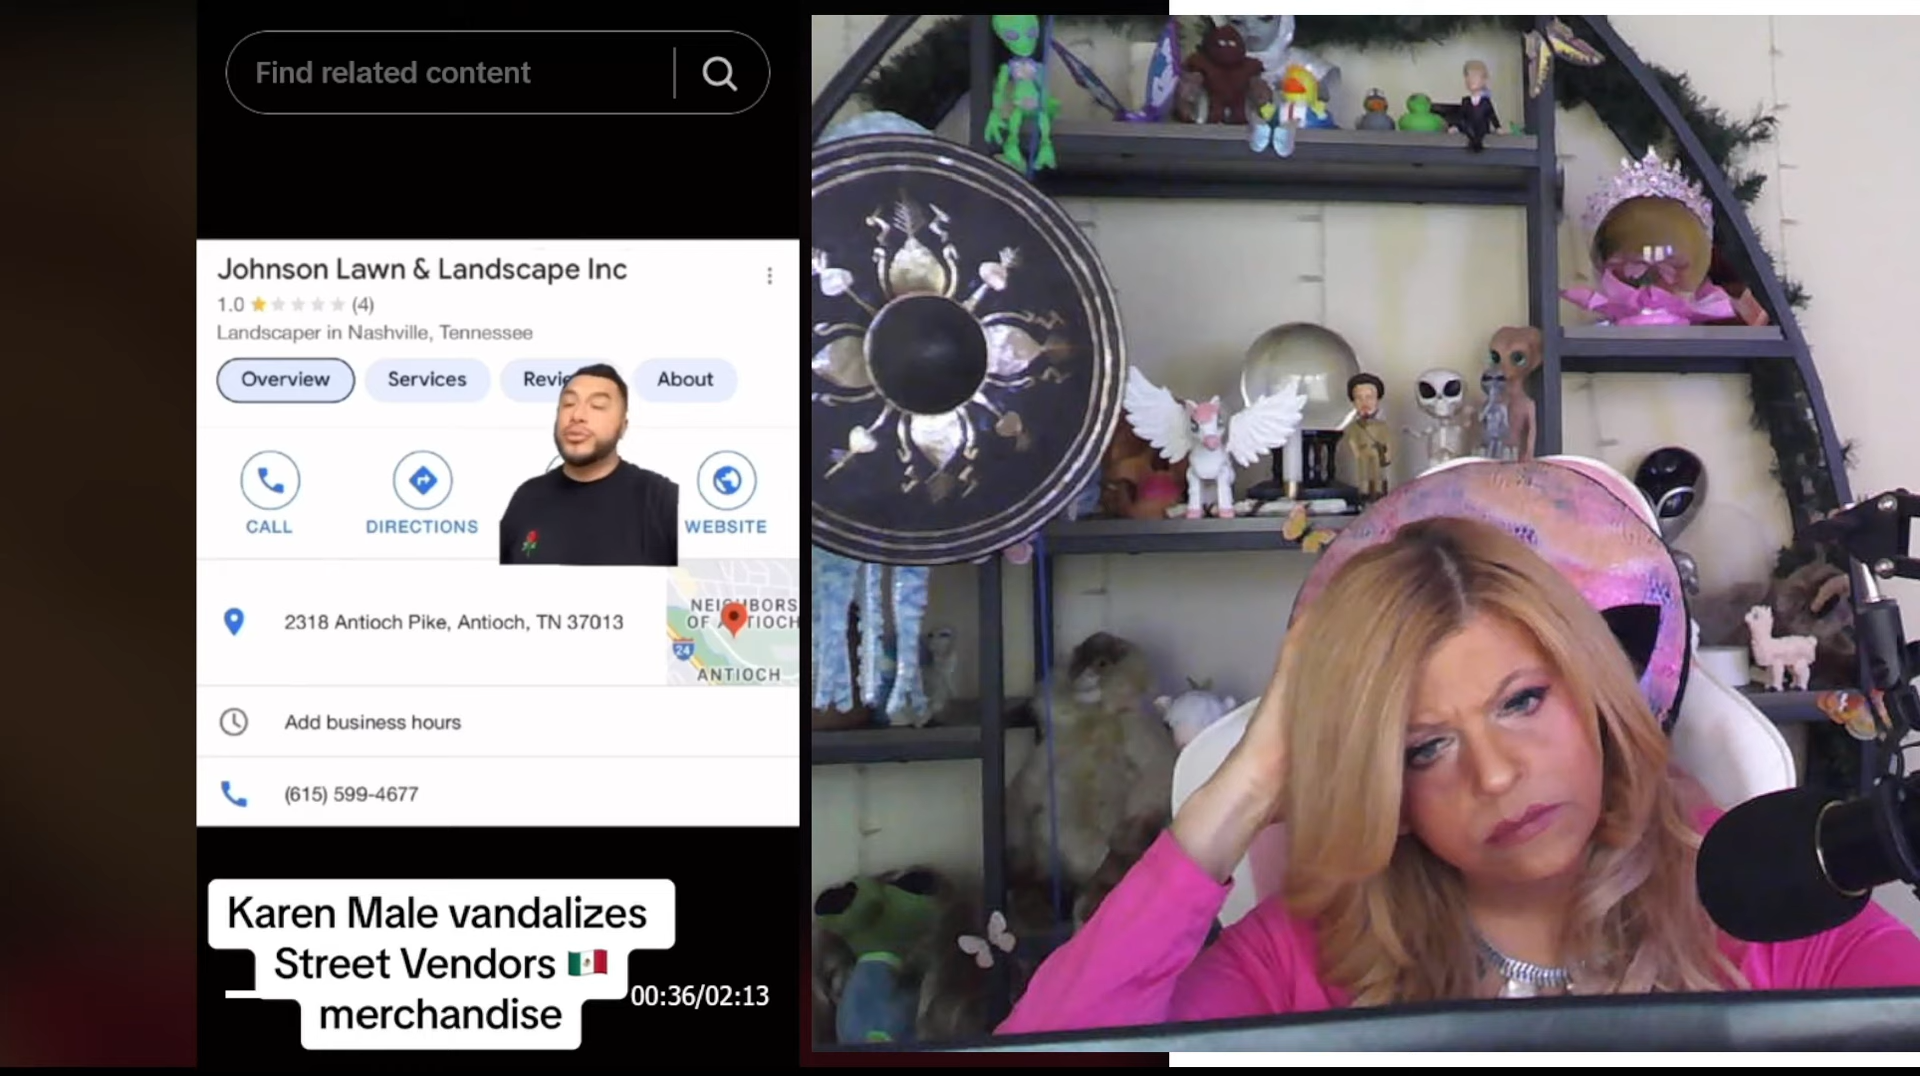 Find related content
Johnson Lawn & Landscape Inc
1.0 (4)
Landscaper in Nashville, Tennessee
Overview Services About
CALL DIRECTIONS WEBSITE
2318 Antioch Pike, Antioch, TN 37013
24
ANTIOCH
Add business hours
(615) 599-4677
Karen Male vandalizes
Street Vendors 🇲🇽
merchandise
00:36/02:13